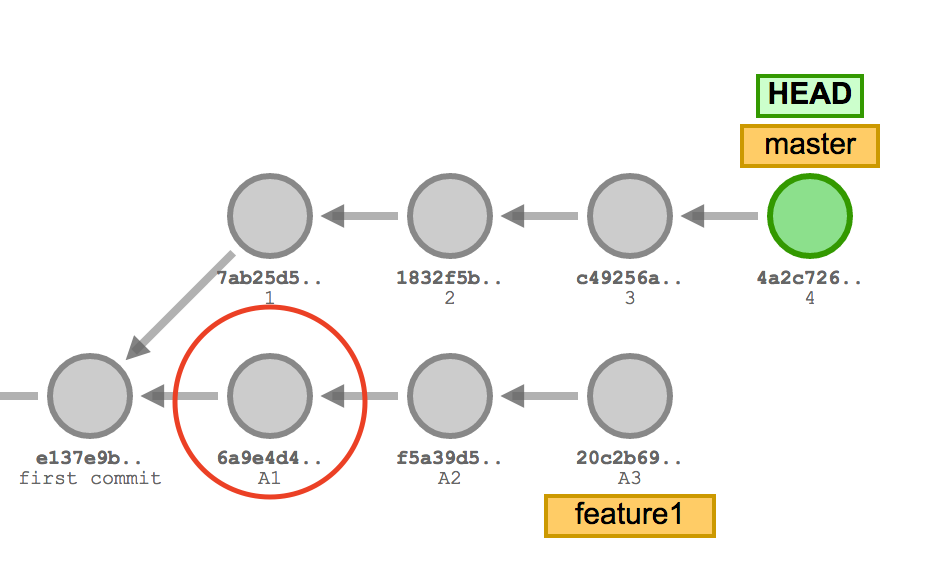 HEAD
master
7ab25d5.. 1832f5b.. c49256a.. 4a2c726..
1 2 3 4
e137e9b.. 6a9e4d4.. f5a39d5.. 20c2b69..
first commit A1 A2 A3
feature1